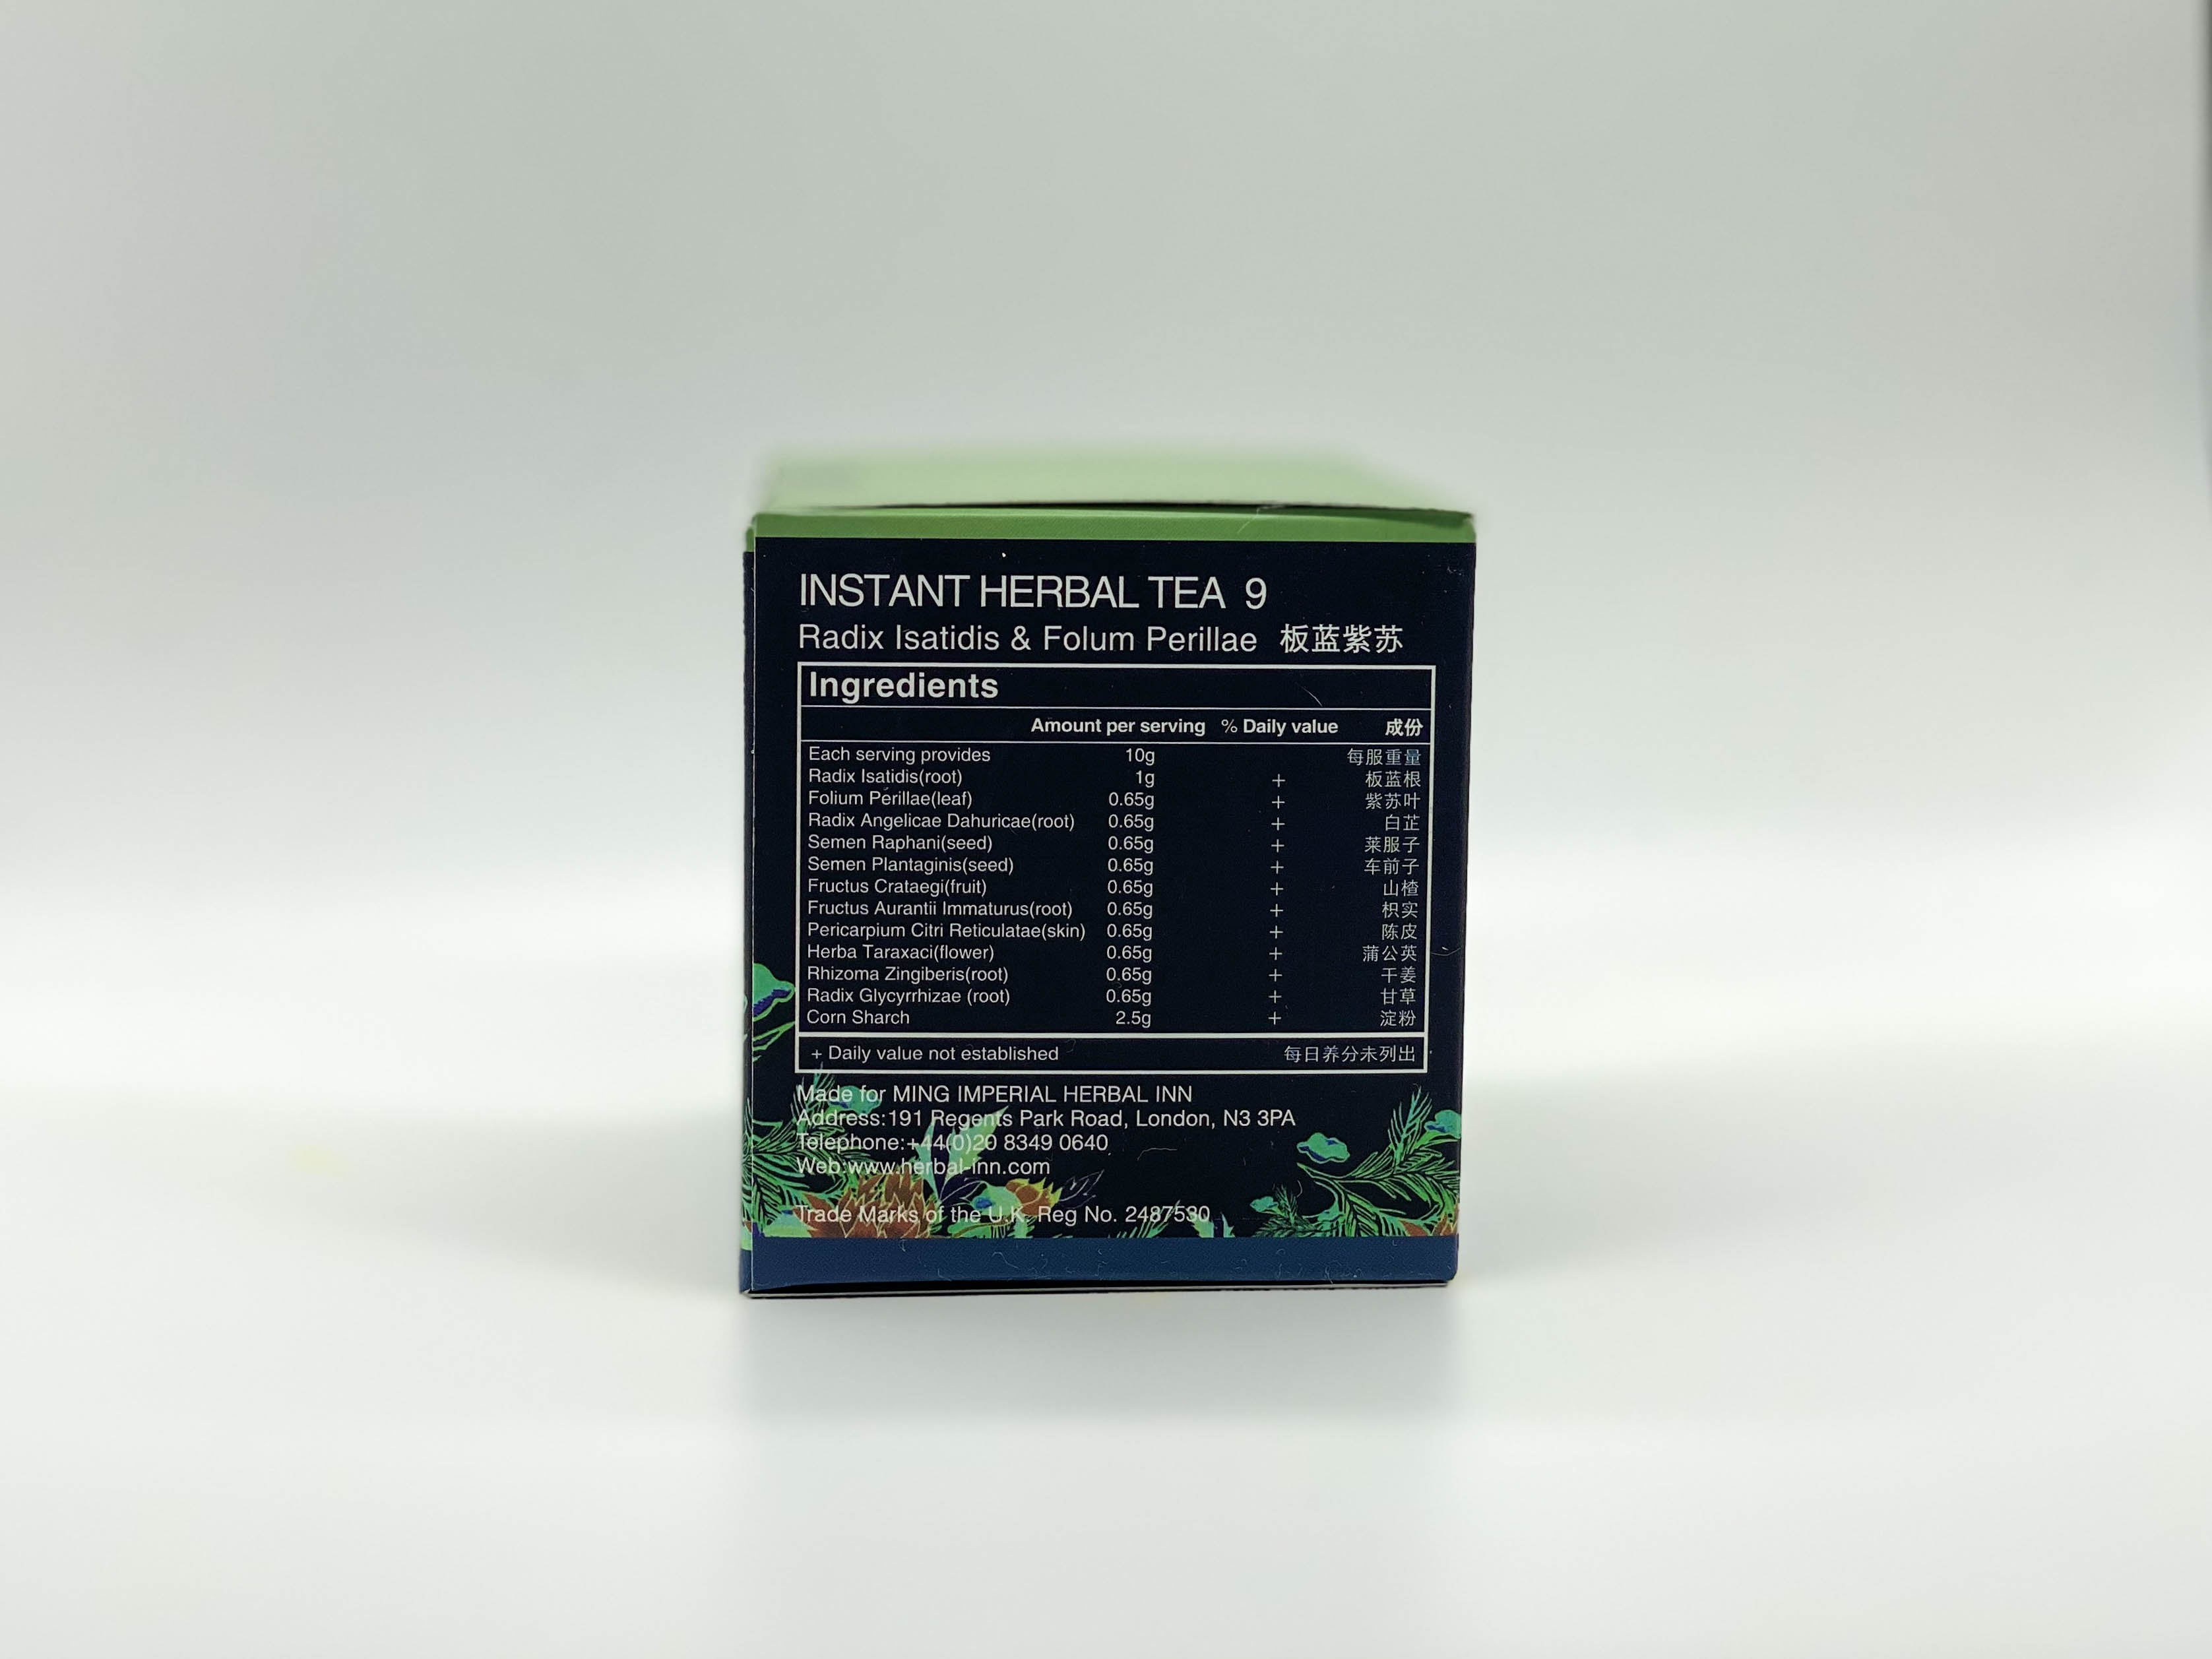 INSTANT HERBAL TEA 9
Radix Isatidis & Folum Perillae 板蓝紫苏
Ingredients
Amount per serving % Daily value 成份
Each serving provides 10g 每服重量
Radix Isatidis(root) 1g + 板蓝根
Folium Perillae(leaf) 0.65g + 紫苏叶
Radix Angelicae Dahuricae(root) 0.65g + 白芷
Semen Raphani(seed) 0.65g + 莱服子
Semen Plantaginis(seed) 0.65g + 车前子
Fructus Crataegi(fruit) 0.65g + 山楂
Fructus Aurantii Immaturus(root) 0.65g + 枳实
Pericarpium Citri Reticulatae(skin) 0.65g + 陈皮
Herba Taraxaci(flower) 0.65g + 蒲公英
Rhizoma Zingiberis(root) 0.65g + 干姜
Radix Glycyrrhizae (root) 0.65g + 甘草
Corn Sharch 2.5g + 淀粉
+ Daily value not established 每日养分未列出
Made for MING IMPERIAL HERBAL INN
Address:191 Regents Park Road, London, N3 3PA
Telephone:+44(0)20 8349 0640
Web:www.herbal-inn.com
Trade Marks of the U.K. Reg No. 2487530